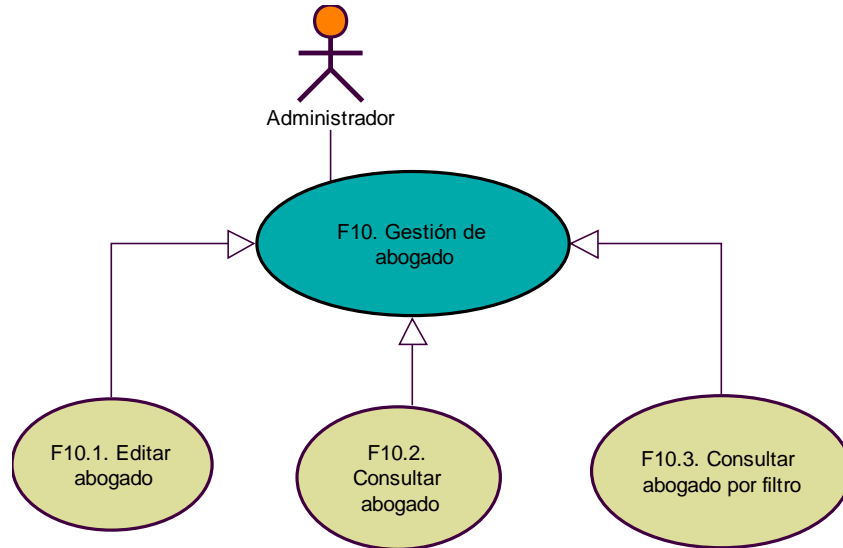 Administrador
F10. Gestión de
abogado
F10.1. Editar
abogado
F10.2.
Consultar
abogado
F10.3. Consultar
abogado por filtro